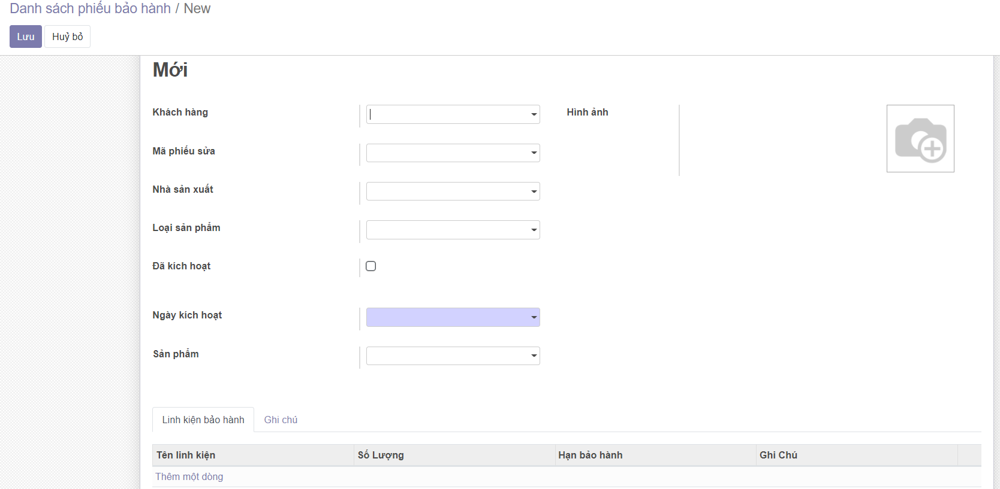 Danh sách phiếu bảo hành / New
Lưu Huỷ bỏ
Mới
Khách hàng
Hình ảnh
Mã phiếu sửa
Nhà sản xuất
Loại sản phẩm
Đã kích hoạt
Ngày kích hoạt
Sản phẩm
Linh kiện bảo hành Ghi chú
Tên linh kiện Số Lượng Hạn bảo hành Ghi Chú
Thêm một dòng